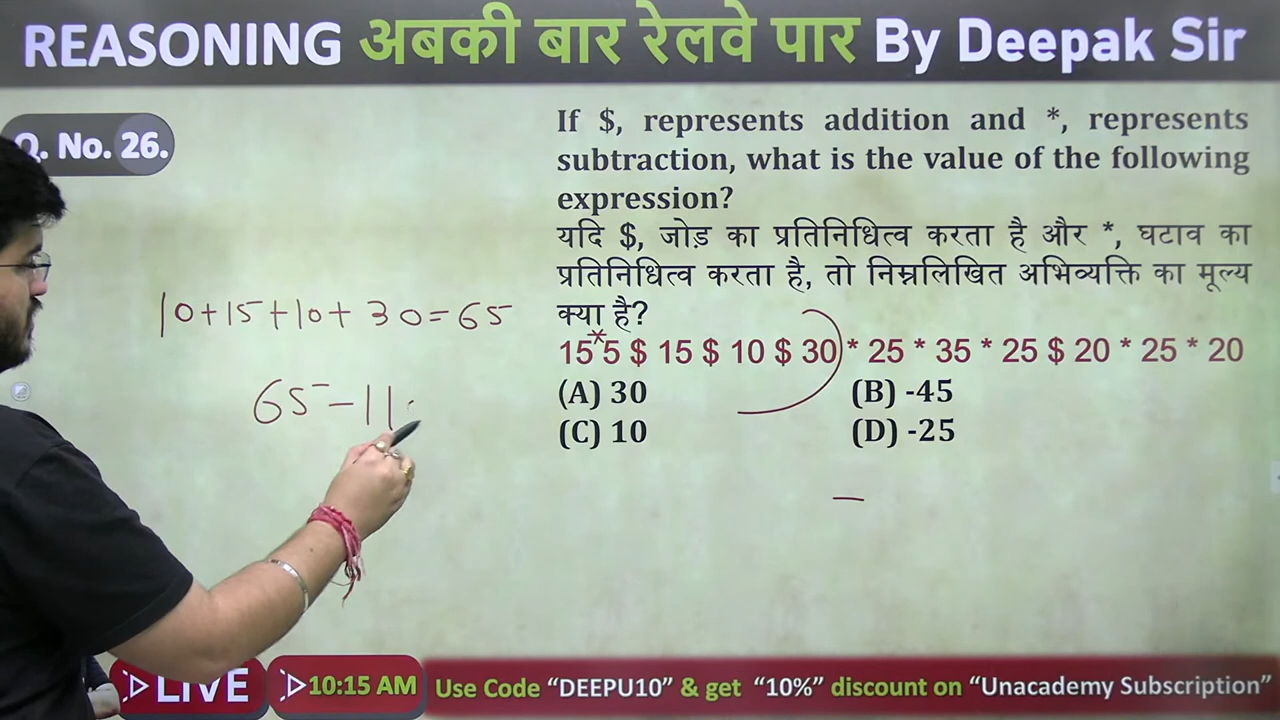 REASONING अबकी बार रेलवे पार By Deepak Sir
Q. No. 26.
If $, represents addition and *, represents
subtraction, what is the value of the following
expression?
यदि $, जोड़ का प्रतिनिधित्व करता है और *, घटाव का
प्रतिनिधित्व करता है, तो निम्नलिखित अभिव्यक्ति का मूल्य
क्या है?
15 * 5 $ 15 $ 10 $ 30 * 25 * 35 * 25 $ 20 * 25 * 20
(A) 30 (B) -45
(C) 10 (D) -25
10+15+10+30=65
65-11
LIVE
10:15 AM
Use Code “DEEPU10” & get “10%” discount on “Unacademy Subscription”